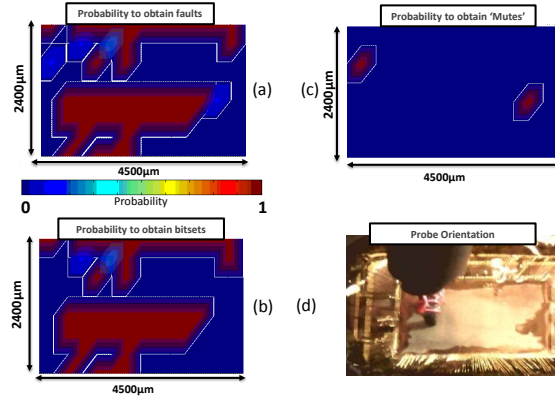 Probability to obtain faults
2400μm
(a)
4500μm
Probability to obtain ‘Mutes’
2400μm
(c)
4500μm
0
Probability
1
Probability to obtain bitsets
2400μm
(b)
4500μm
Probe Orientation
(d)